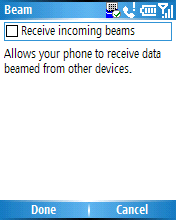 Beam
Receive incoming beams
Allows your phone to receive data
beamed from other devices.
Done
Cancel